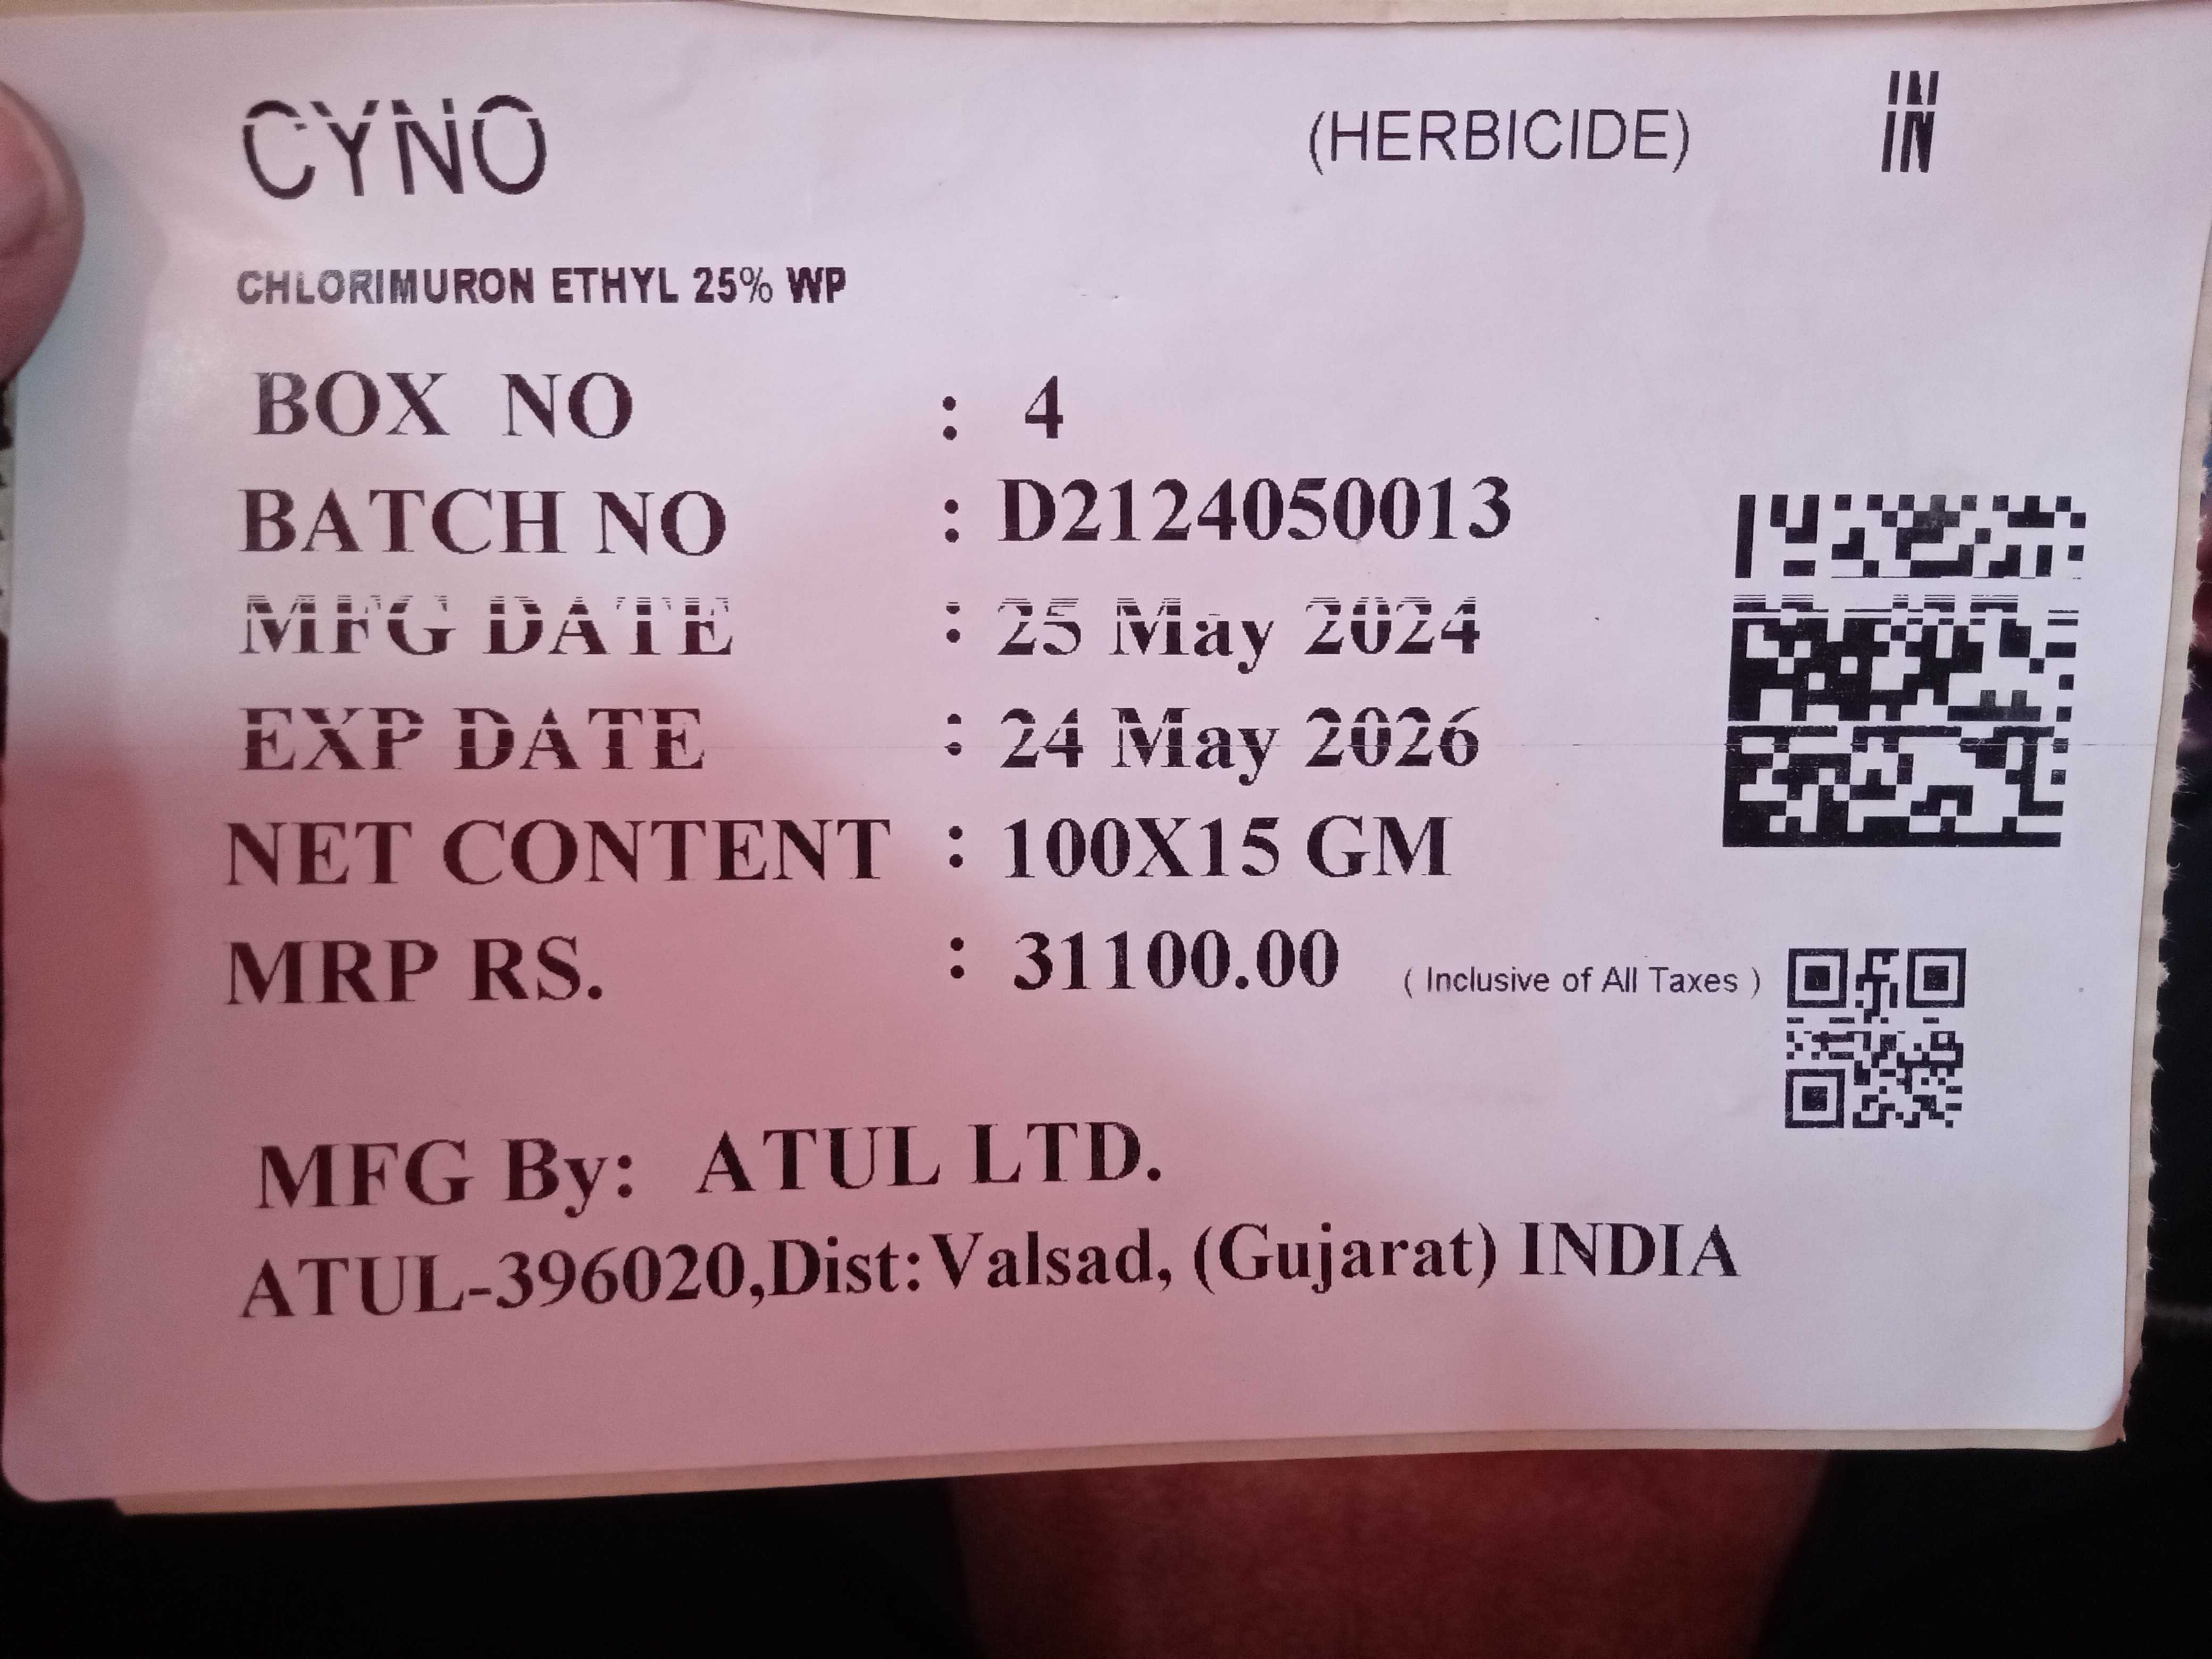 CYNO (HERBICIDE) IN
CHLORIMURON ETHYL 25% WP
BOX NO : 4
BATCH NO : D2124050013
MFG DATE : 25 May 2024
EXP DATE : 24 May 2026
NET CONTENT : 100X15 GM
MRP RS. : 31100.00 ( Inclusive of All Taxes )
MFG By: ATUL LTD.
ATUL-396020,Dist:Valsad, (Gujarat) INDIA